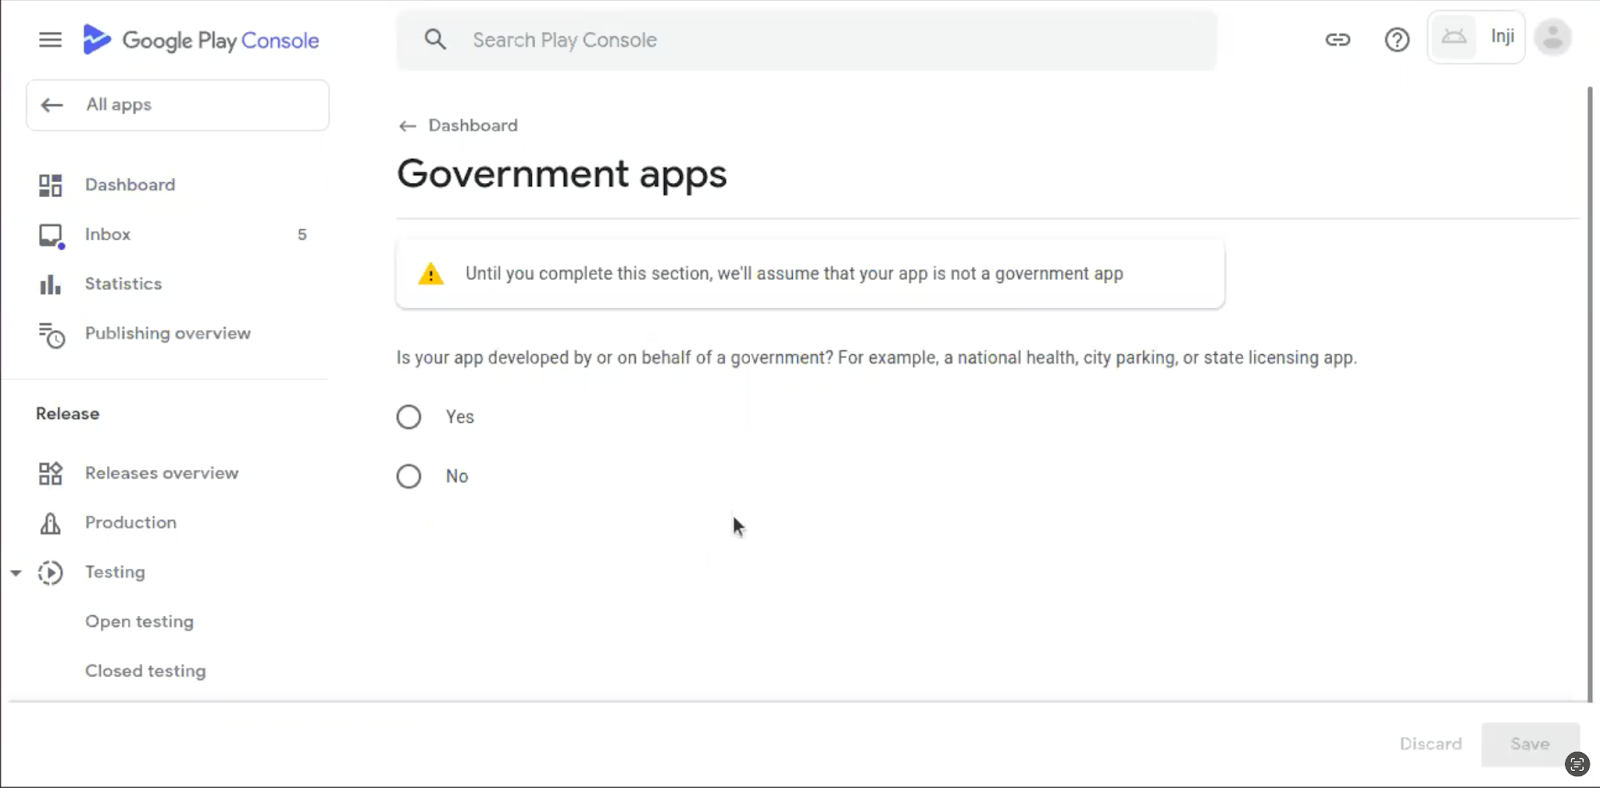 Google Play Console
Search Play Console
Inji
All apps
Dashboard
Inbox 5
Statistics
Publishing overview
Release
Releases overview
Production
Testing
Open testing
Closed testing
Dashboard
Government apps
Until you complete this section, we'll assume that your app is not a government app
Is your app developed by or on behalf of a government? For example, a national health, city parking, or state licensing app.
Yes
No
Discard Save